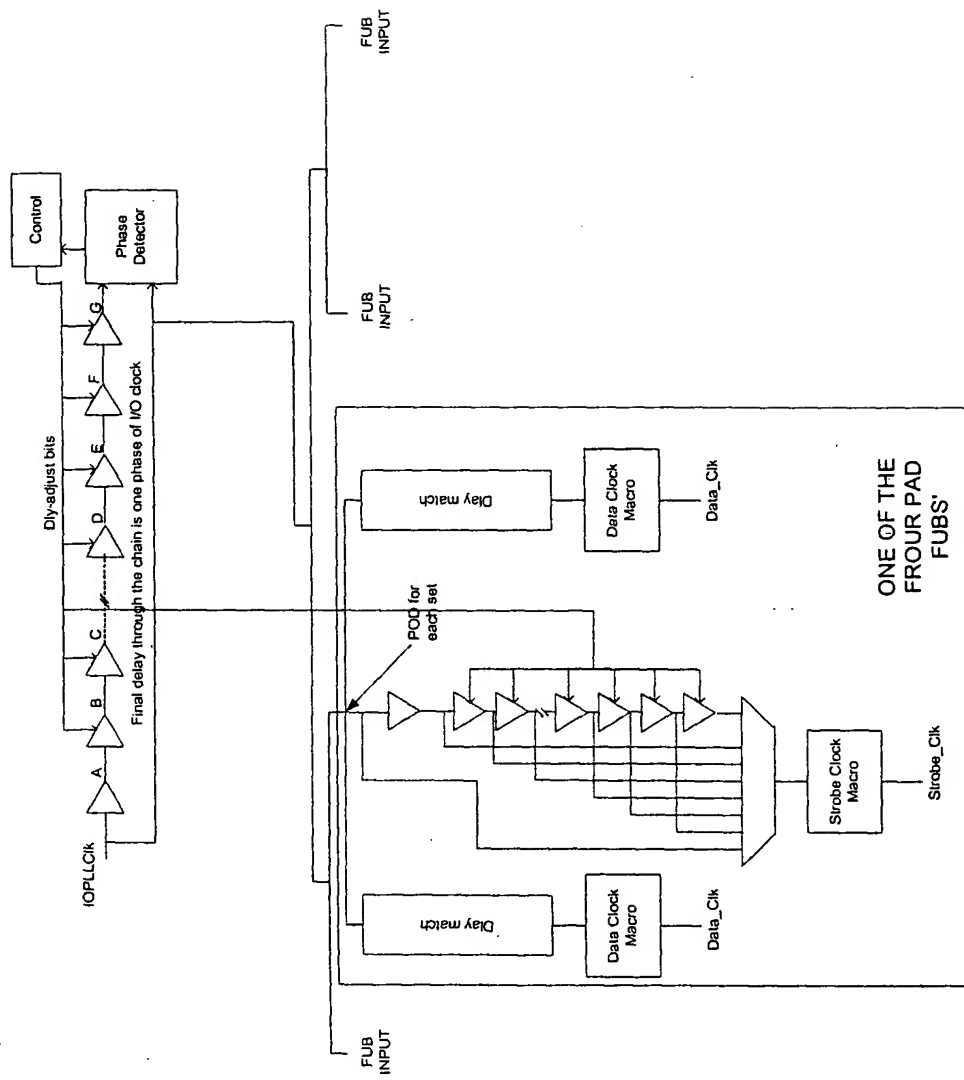 Control
Phase
Detector
Dly-adjust bits
IOPLLClk
A
B
C
D
E
F
G
Final delay through the chain is one phase of I/O clock
FUB
INPUT
FUB
INPUT
FUB
INPUT
POD for
each set
Dlay match
Dlay match
Data Clock
Macro
Data_Clk
Data Clock
Macro
Data_Clk
Strobe Clock
Macro
Strobe_Clk
ONE OF THE
FROUR PAD
FUBS'